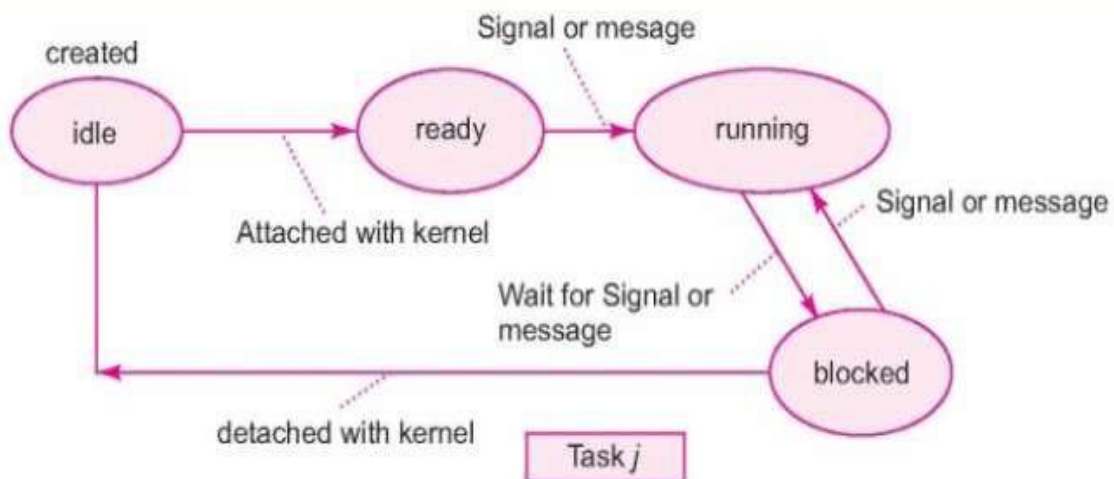 Signal or mesage
created
idle
ready
running
Attached with kernel
Signal or message
Wait for Signal or
message
blocked
detached with kernel
Task j